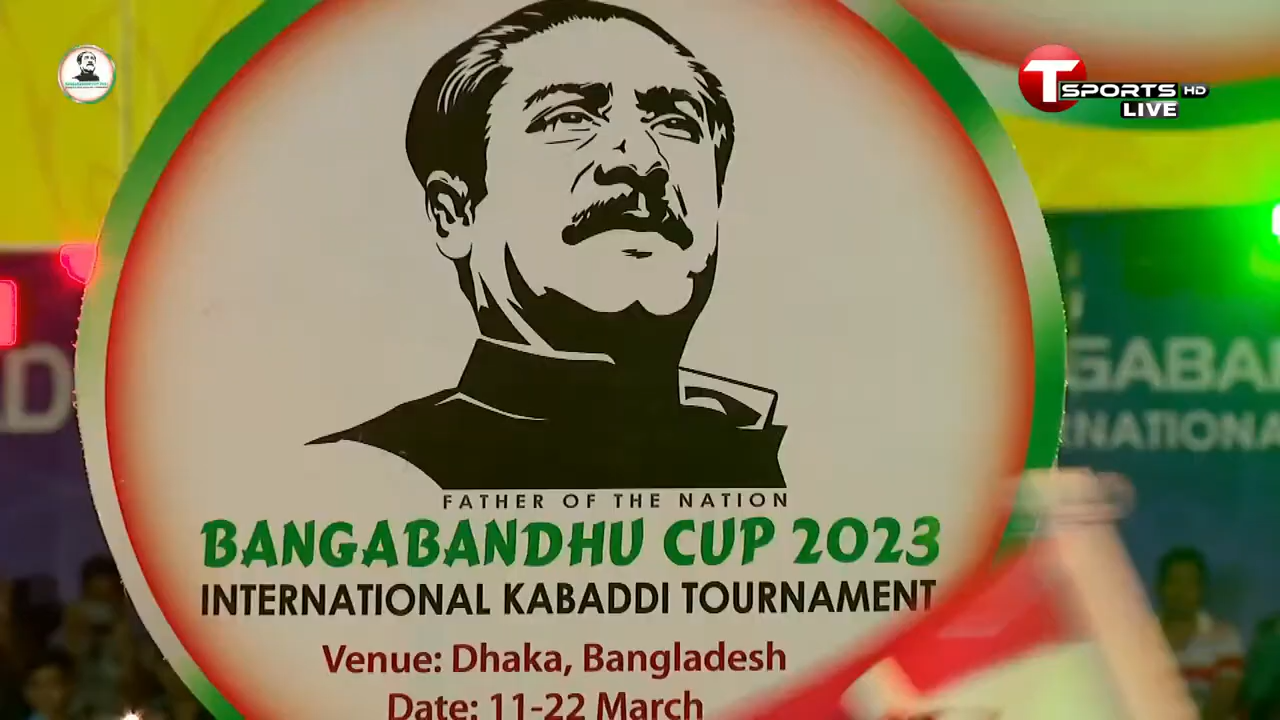 T SPORTS HD
LIVE
FATHER OF THE NATION
BANGABANDHU CUP 2023
INTERNATIONAL KABADDI TOURNAMENT
Venue: Dhaka, Bangladesh
Date: 11-22 March